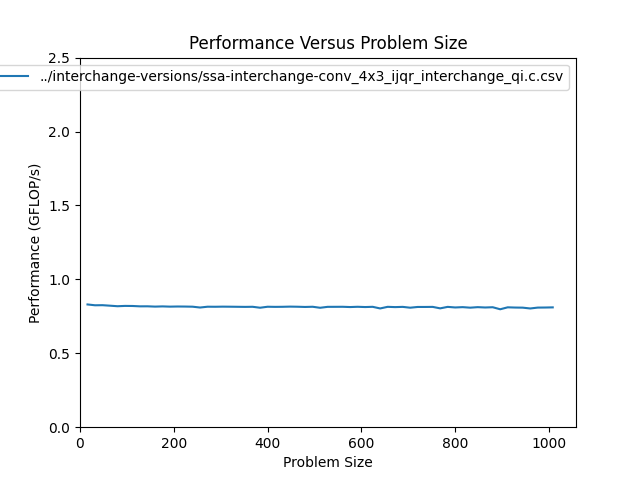 Performance Versus Problem Size
../interchange-versions/ssa-interchange-conv_4x3_ijqr_interchange_qi.c.csv
2.5
2.0
1.5
1.0
0.5
0.0
Performance (GFLOP/s)
0 200 400 600 800 1000
Problem Size